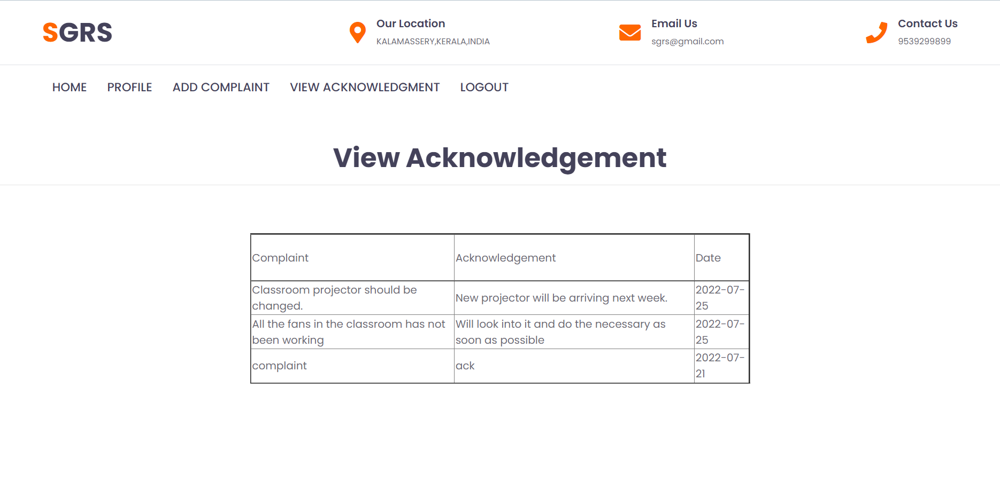 SGRS
Our Location
KALAMASSERY,KERALA,INDIA
Email Us
sgrs@gmail.com
Contact Us
9539299899
HOME PROFILE ADD COMPLAINT VIEW ACKNOWLEDGMENT LOGOUT
View Acknowledgement
Complaint Acknowledgement Date
Classroom projector should be
changed.
New projector will be arriving next week.
2022-07-
25
All the fans in the classroom has not
been working
Will look into it and do the necessary as
soon as possible
2022-07-
25
complaint
ack
2022-07-
21